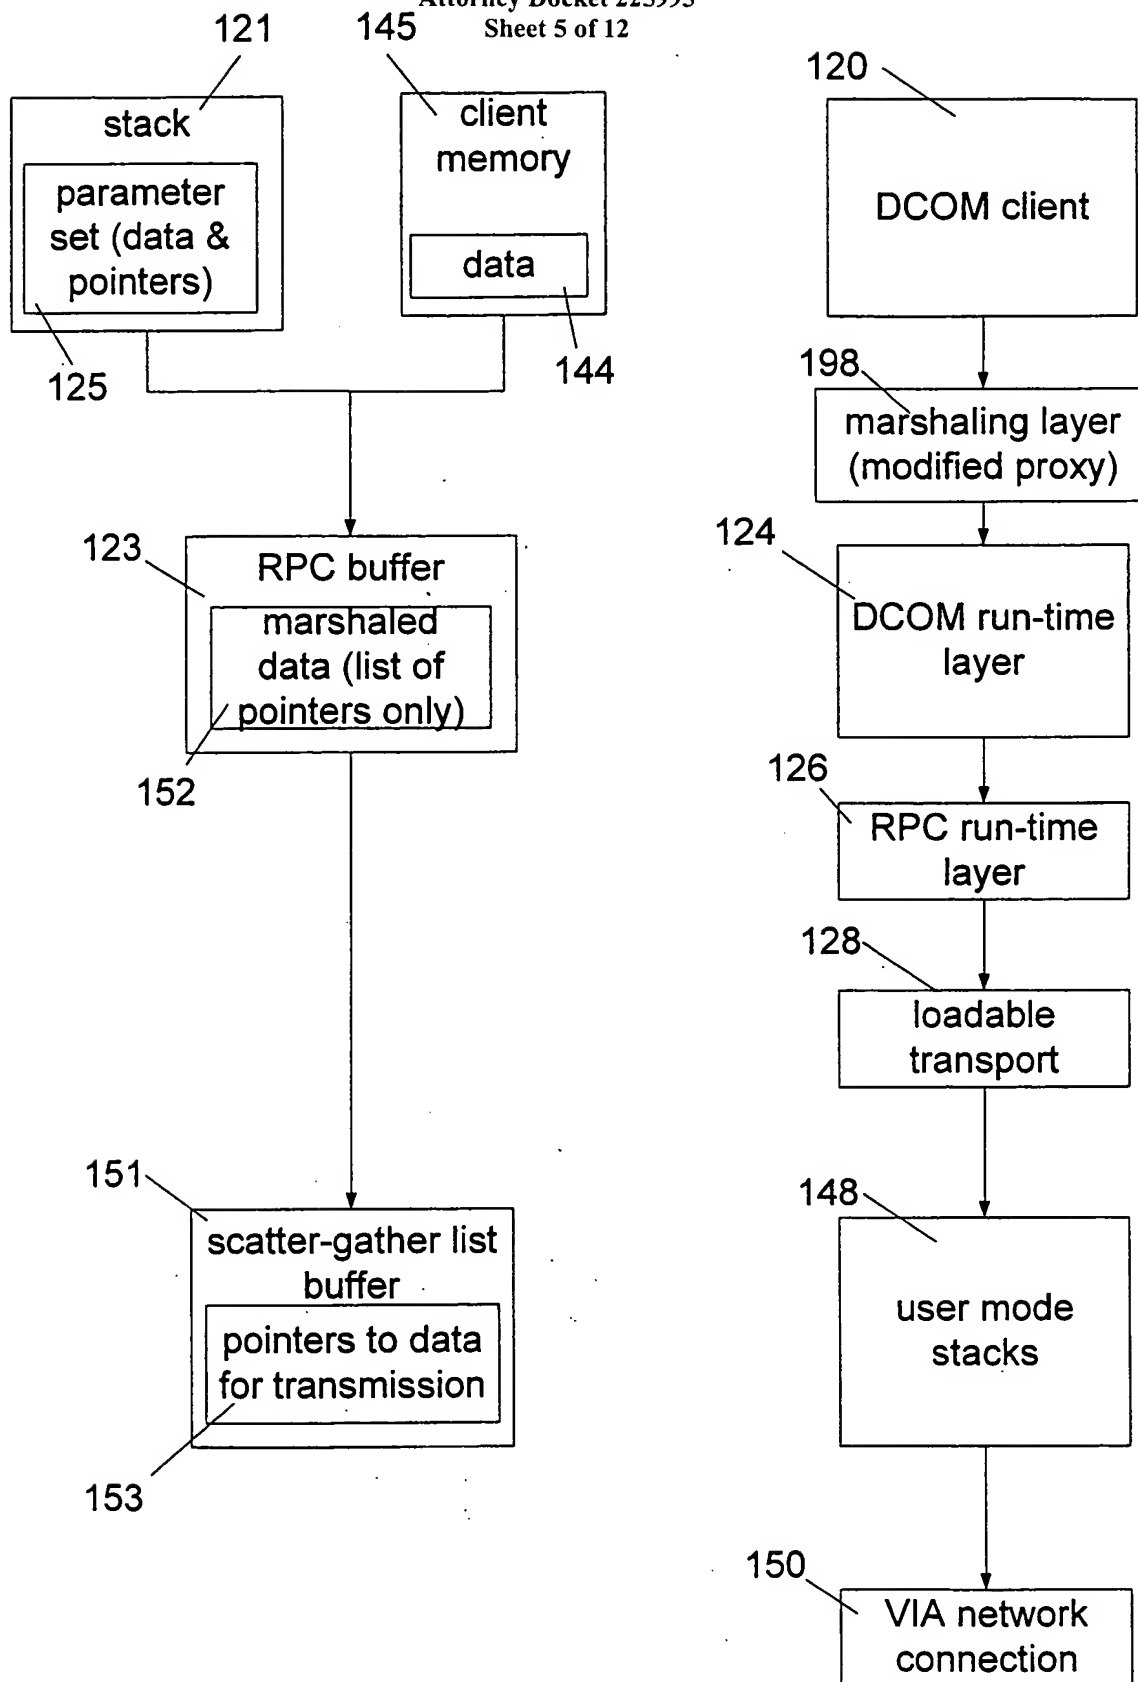 Sheet 5 of 12
121
145
stack
parameter
set (data &
pointers)
125
client
memory
data
144
120
DCOM client
198
marshaling layer
(modified proxy)
123
RPC buffer
marshaled
data (list of
pointers only)
152
124
DCOM run-time
layer
126
RPC run-time
layer
128
loadable
transport
151
scatter-gather list
buffer
pointers to data
for transmission
153
148
user mode
stacks
150
VIA network
connection